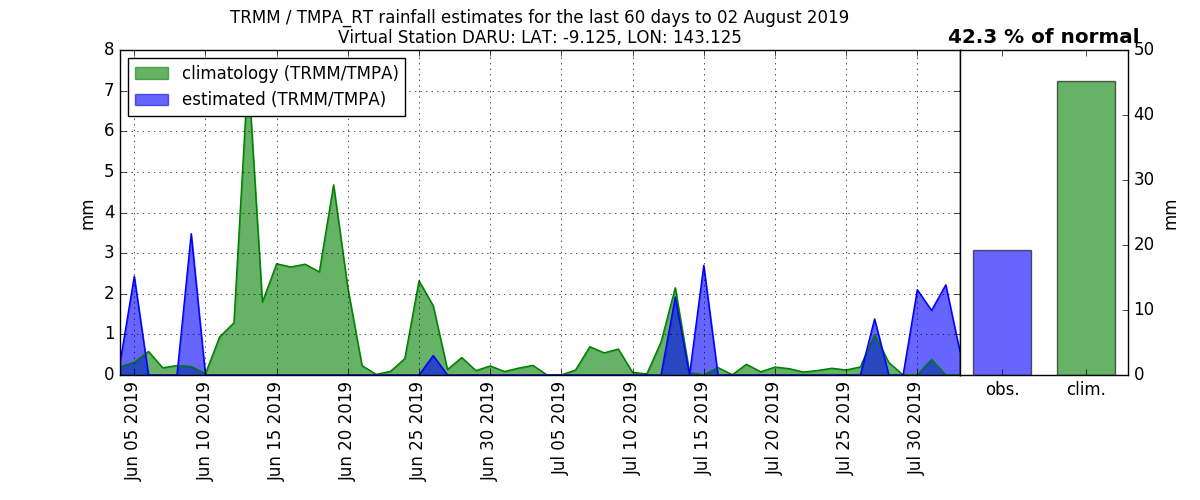 TRMM / TMPA_RT rainfall estimates for the last 60 days to 02 August 2019
Virtual Station DARU: LAT: -9.125, LON: 143.125
42.3 % of normal
climatology (TRMM/TMPA)
estimated (TRMM/TMPA)
8
7
6
5
4
3
2
1
0
mm
Jun 05 2019
Jun 10 2019
Jun 15 2019
Jun 20 2019
Jun 25 2019
Jun 30 2019
Jul 05 2019
Jul 10 2019
Jul 15 2019
Jul 20 2019
Jul 25 2019
Jul 30 2019
obs.
clim.
50
40
30
20
10
0
mm